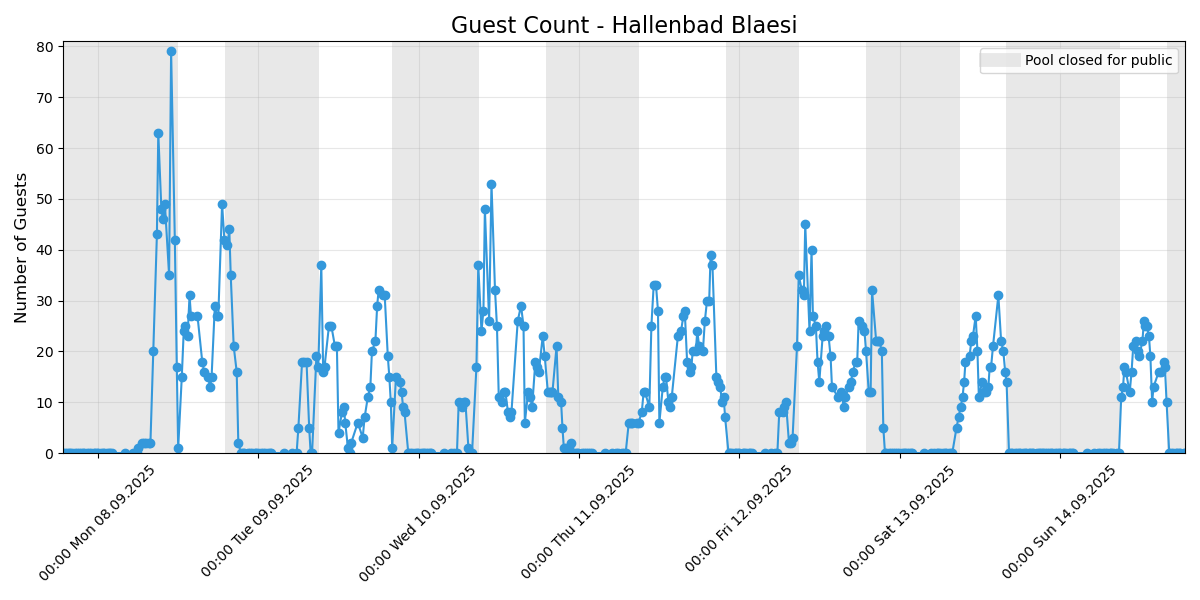 Guest Count - Hallenbad Blaesi
Pool closed for public
Number of Guests
80
70
60
50
40
30
20
10
0
00:00 Mon 08.09.2025
00:00 Tue 09.09.2025
00:00 Wed 10.09.2025
00:00 Thu 11.09.2025
00:00 Fri 12.09.2025
00:00 Sat 13.09.2025
00:00 Sun 14.09.2025